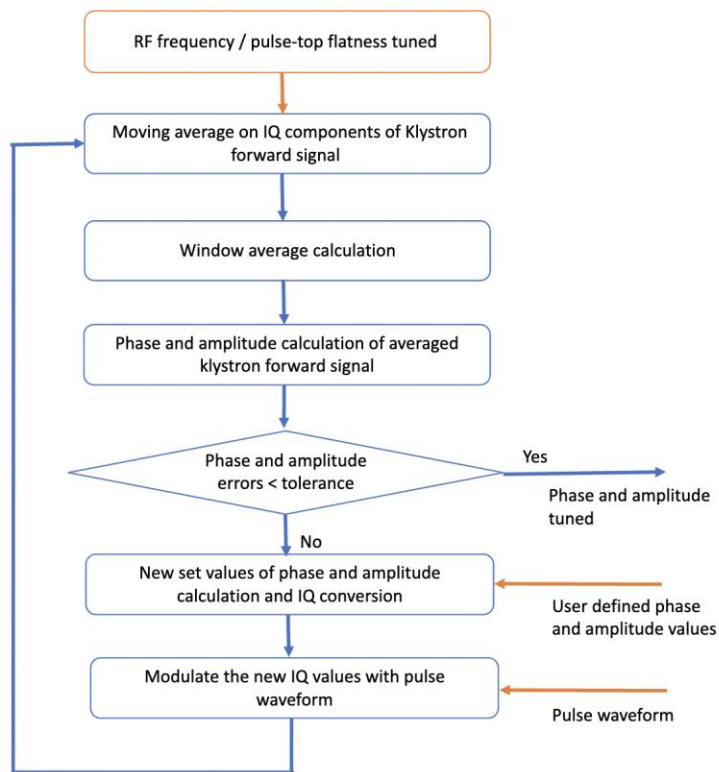 RF frequency / pulse-top flatness tuned
Moving average on IQ components of Klystron
forward signal
Window average calculation
Phase and amplitude calculation of averaged
klystron forward signal
Phase and amplitude
errors < tolerance
Yes
Phase and amplitude
tuned
No
New set values of phase and amplitude
calculation and IQ conversion
User defined phase
and amplitude values
Modulate the new IQ values with pulse
waveform
Pulse waveform